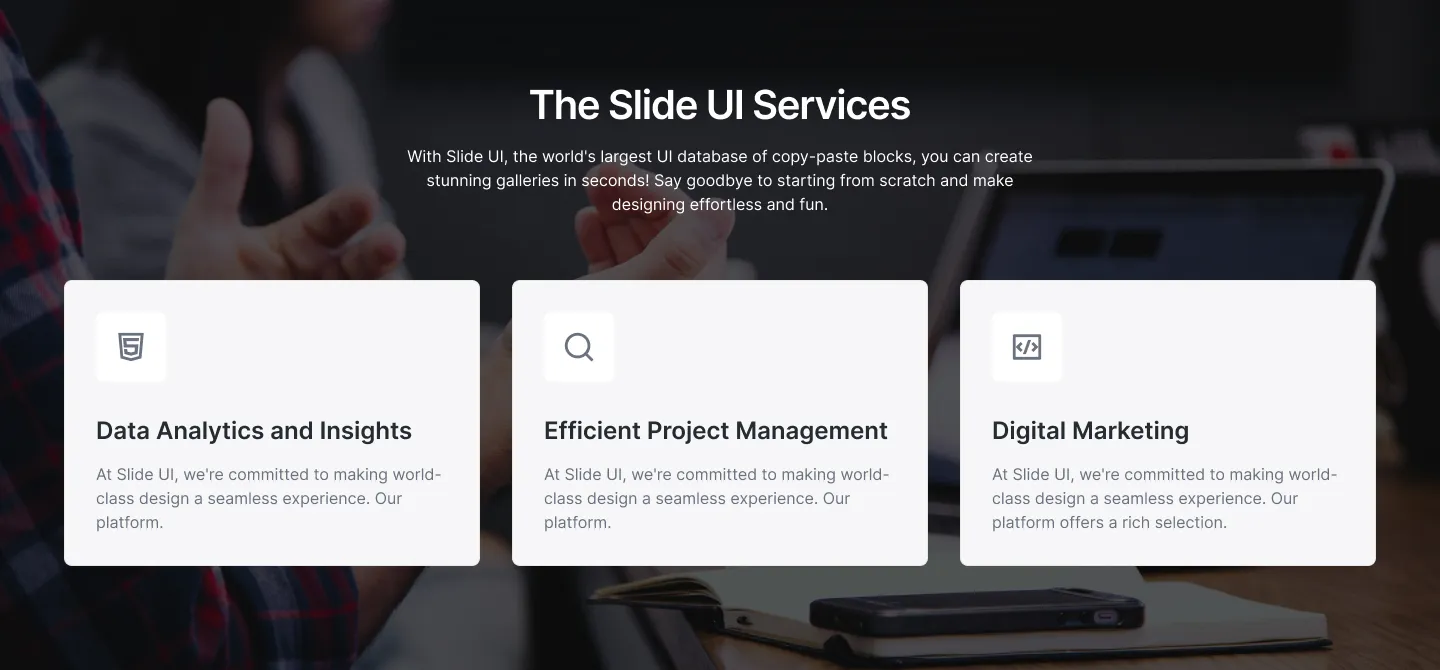 The Slide UI Services
With Slide UI, the world's largest UI database of copy-paste blocks, you can create
stunning galleries in seconds! Say goodbye to starting from scratch and make
designing effortless and fun.
Data Analytics and Insights
At Slide UI, we're committed to making world-
class design a seamless experience. Our
platform.
Efficient Project Management
At Slide UI, we're committed to making world-
class design a seamless experience. Our
platform.
Digital Marketing
At Slide UI, we're committed to making world-
class design a seamless experience. Our
platform offers a rich selection.